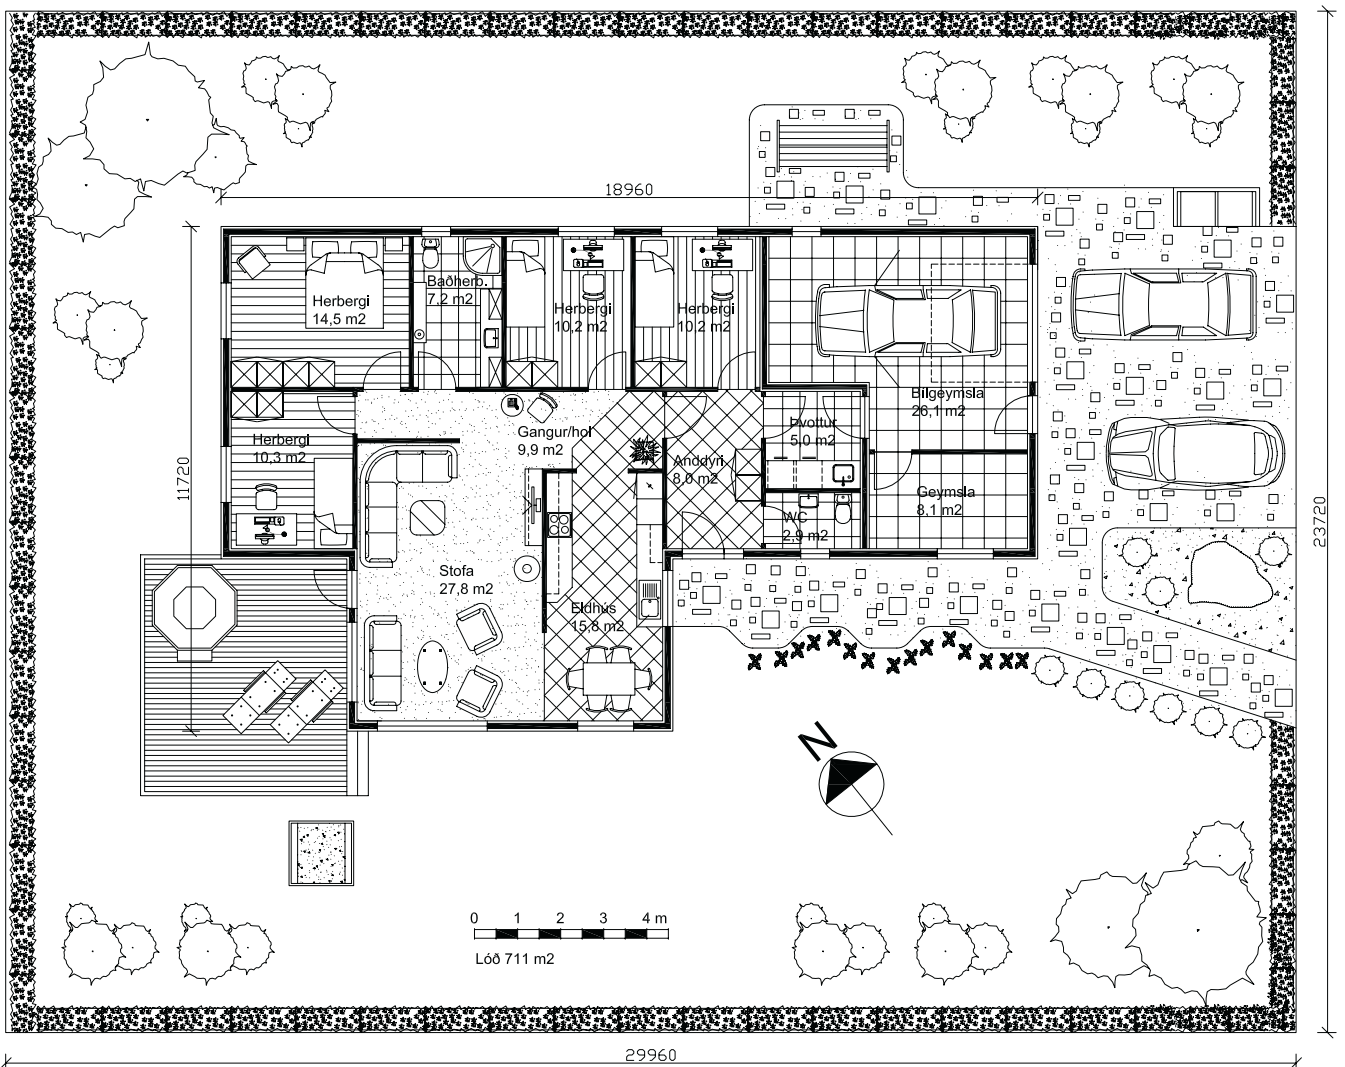 18960
Herbergi
14,5 m2
Baðherb.
7,2 m2
Herbergi
10,2 m2
Herbergi
10,2 m2
Bílgeymsla
26,1 m2
Herbergi
10,3 m2
Gangur/hol
9,9 m2
Anddyri
8,0 m2
Þvottur
5,0 m2
Geymsla
8,1 m2
WC
2,9 m2
Stofa
27,8 m2
Eldhús
15,8 m2
11720
23720
N
0 1 2 3 4 m
Lóð 711 m2
29960